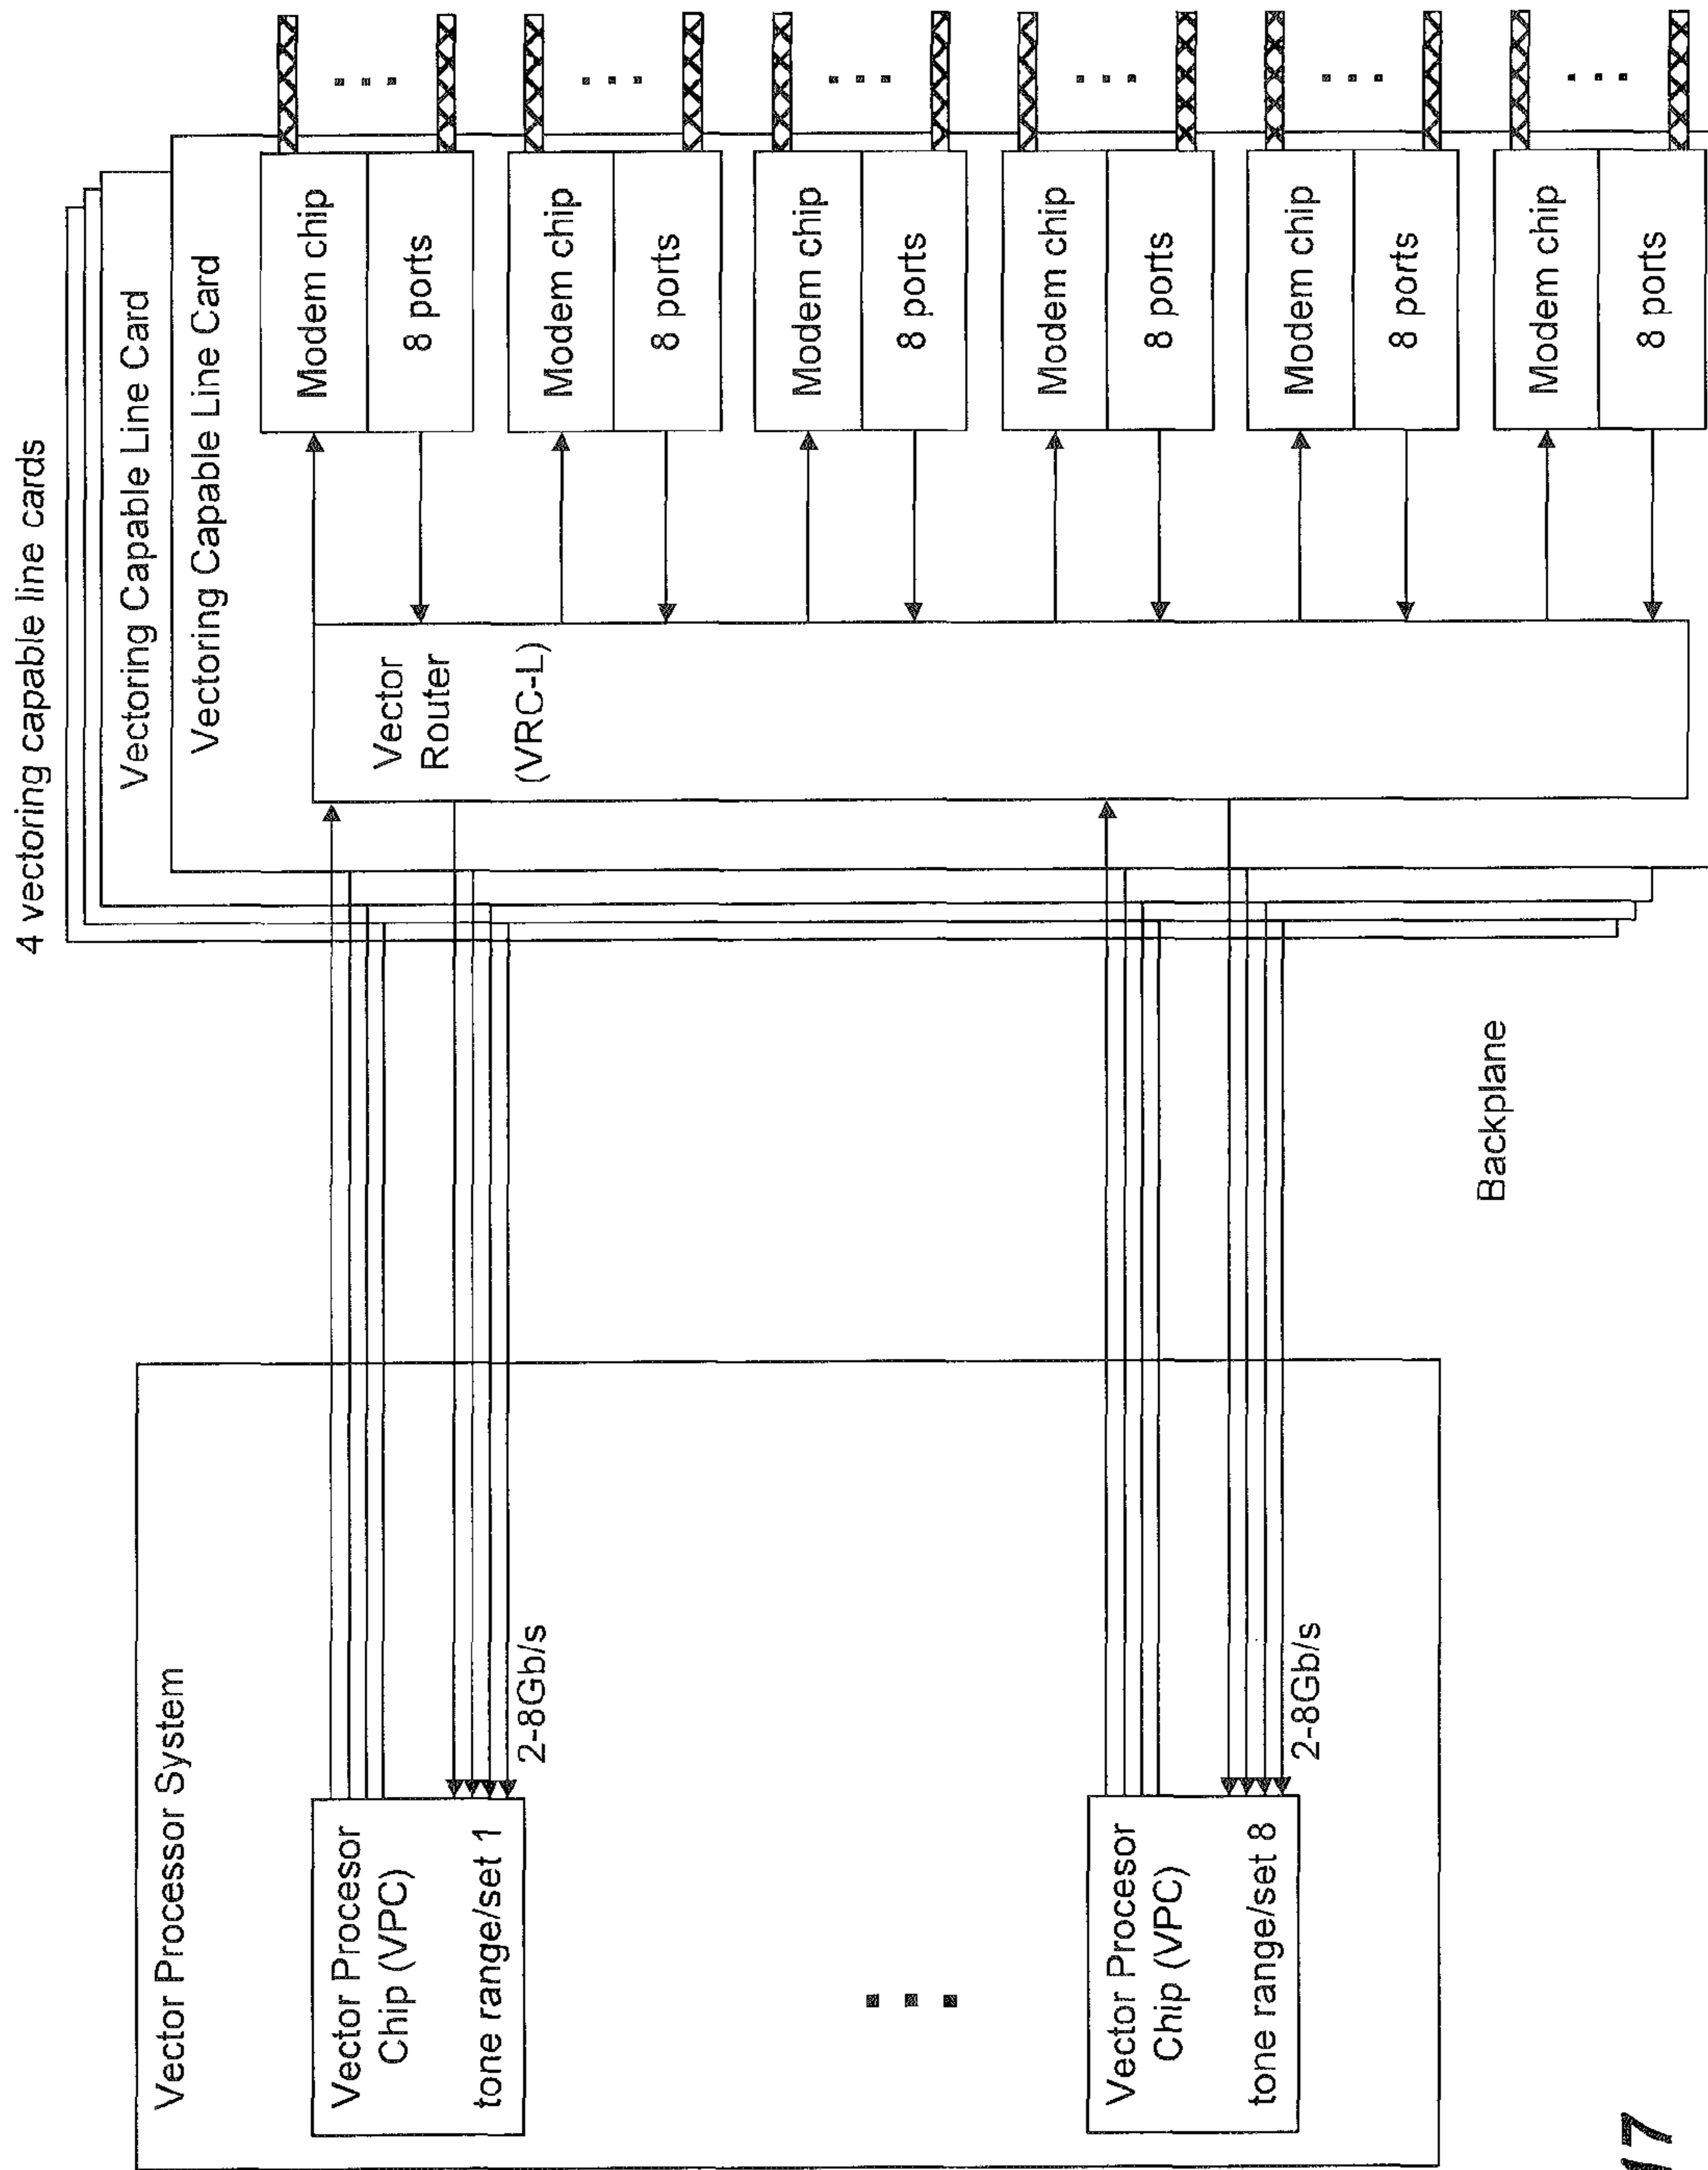 4 vectoring capable line cards
Vectoring Capable Line Card
Vectoring Capable Line Card
Vector Processor System
Vector Procesor
Chip (VPC)
tone range/set 1
2-8Gb/s
Vector
Router
(VRC-L)
Modem chip
8 ports
Modem chip
8 ports
Modem chip
8 ports
Modem chip
8 ports
Modem chip
8 ports
Modem chip
8 ports
Vector Procesor
Chip (VPC)
tone range/set 8
2-8Gb/s
Backplane
17